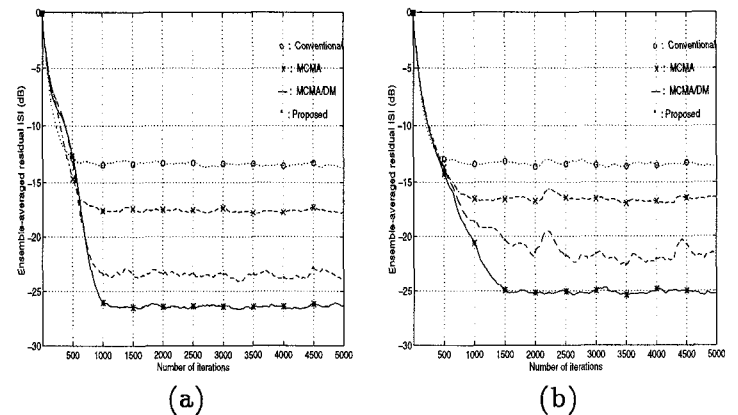 0
-5
-10
-15
-20
-25
-30
500 1000 1500 2000 2500 3000 3500 4000 4500 5000
Ensemble-averaged residual ISI (dB)
Number of iterations
o : Conventional
x : MCMA
— : MCMA/DM
* : Proposed
(a)
0
-5
-10
-15
-20
-25
-30
500 1000 1500 2000 2500 3000 3500 4000 4500 5000
Ensemble-averaged residual ISI (dB)
Number of iterations
o : Conventional
x : MCMA
— : MCMA/DM
* : Proposed
(b)